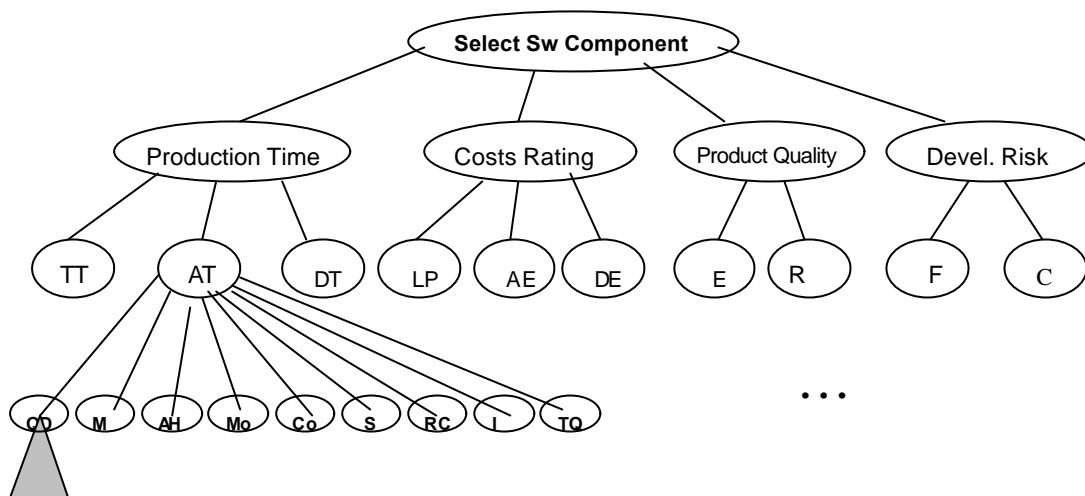 Select Sw Component
Production Time
Costs Rating
Product Quality
Devel. Risk
TT
AT
DT
LP
AE
DE
E
R
F
C
QD
M
AH
Mo
Co
S
RC
I
TQ
...